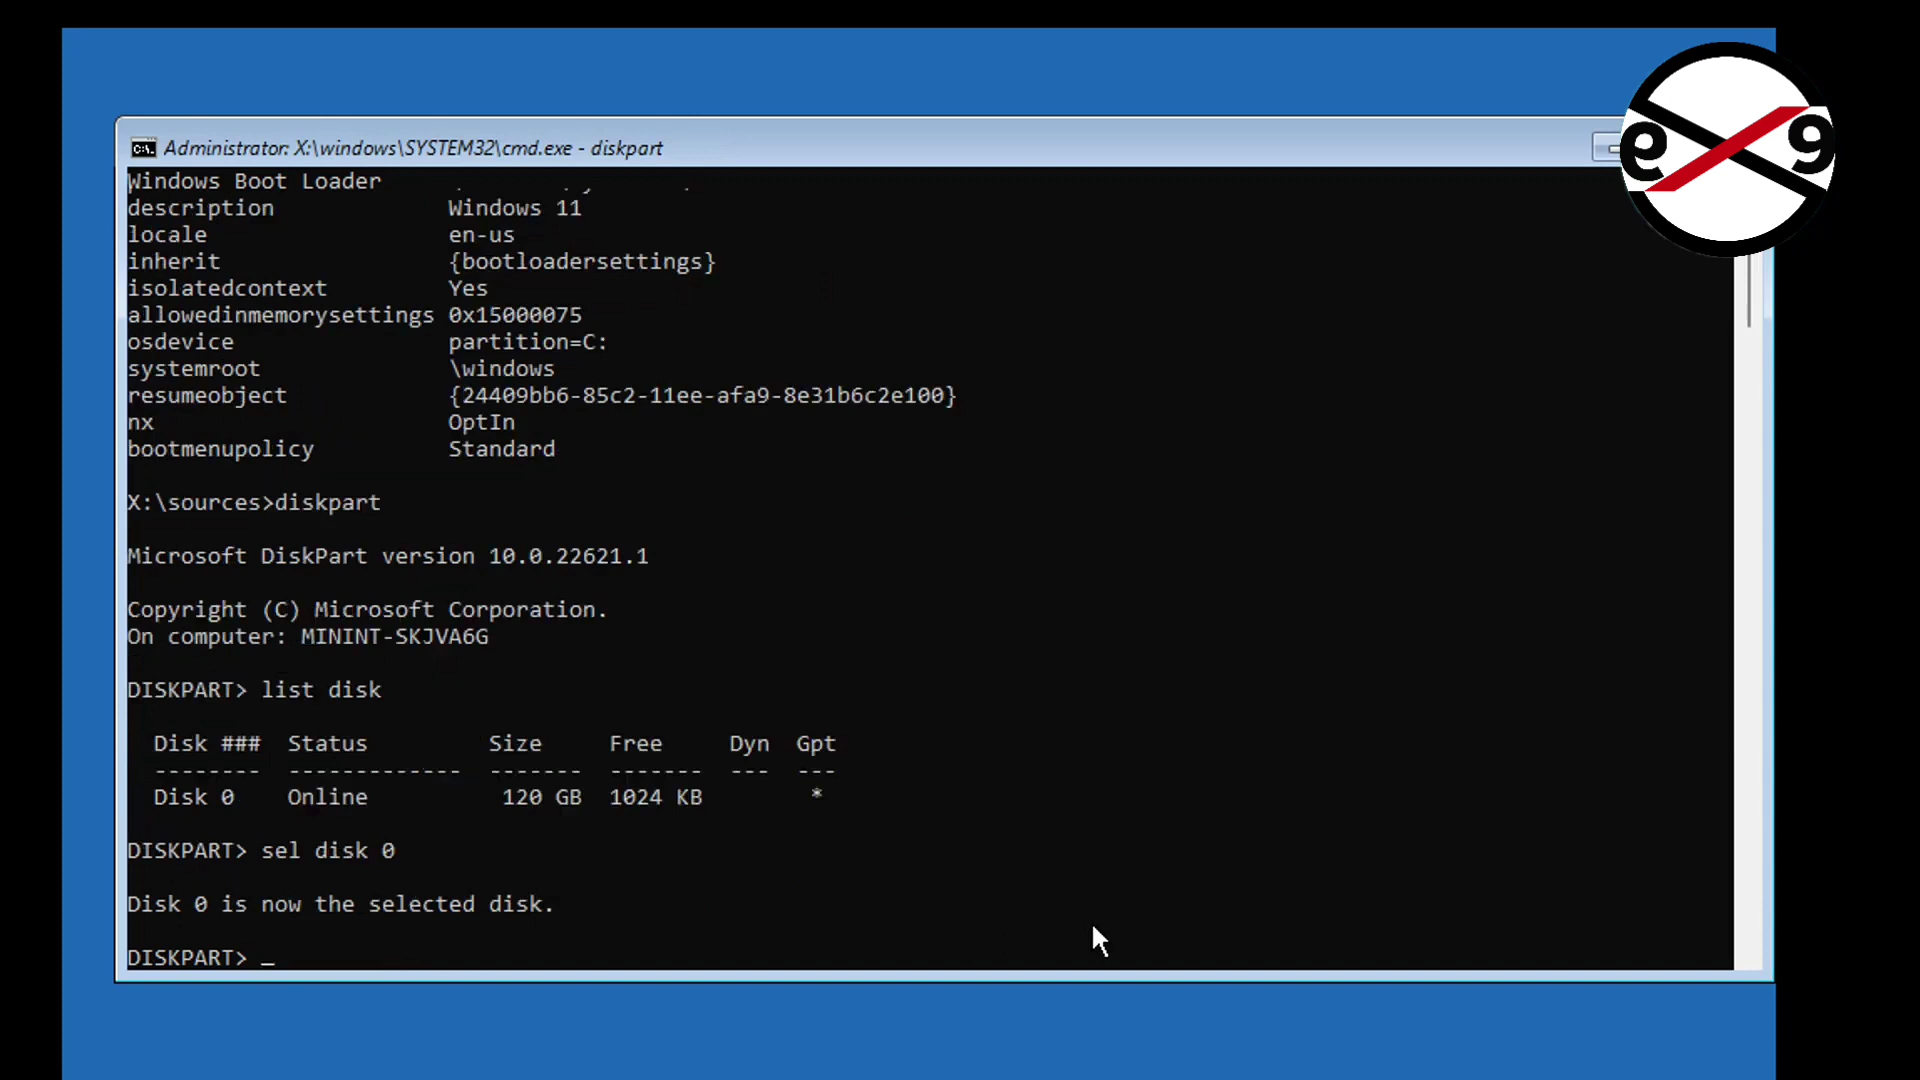 Administrator: X:\windows\SYSTEM32\cmd.exe - diskpart
Windows Boot Loader
description Windows 11
locale en-us
inherit {bootloadersettings}
isolatedcontext Yes
allowedinmemorysettings 0x15000075
osdevice partition=C:
systemroot \windows
resumeobject {24409bb6-85c2-11ee-afa9-8e31b6c2e100}
nx OptIn
bootmenupolicy Standard
X:\sources>diskpart
Microsoft DiskPart version 10.0.22621.1
Copyright (C) Microsoft Corporation.
On computer: MININT-SKJVA6G
DISKPART> list disk
Disk ### Status Size Free Dyn Gpt
-------- ------------- ------- ------- --- ---
Disk 0 Online 120 GB 1024 KB *
DISKPART> sel disk 0
Disk 0 is now the selected disk.
DISKPART> _
e 9